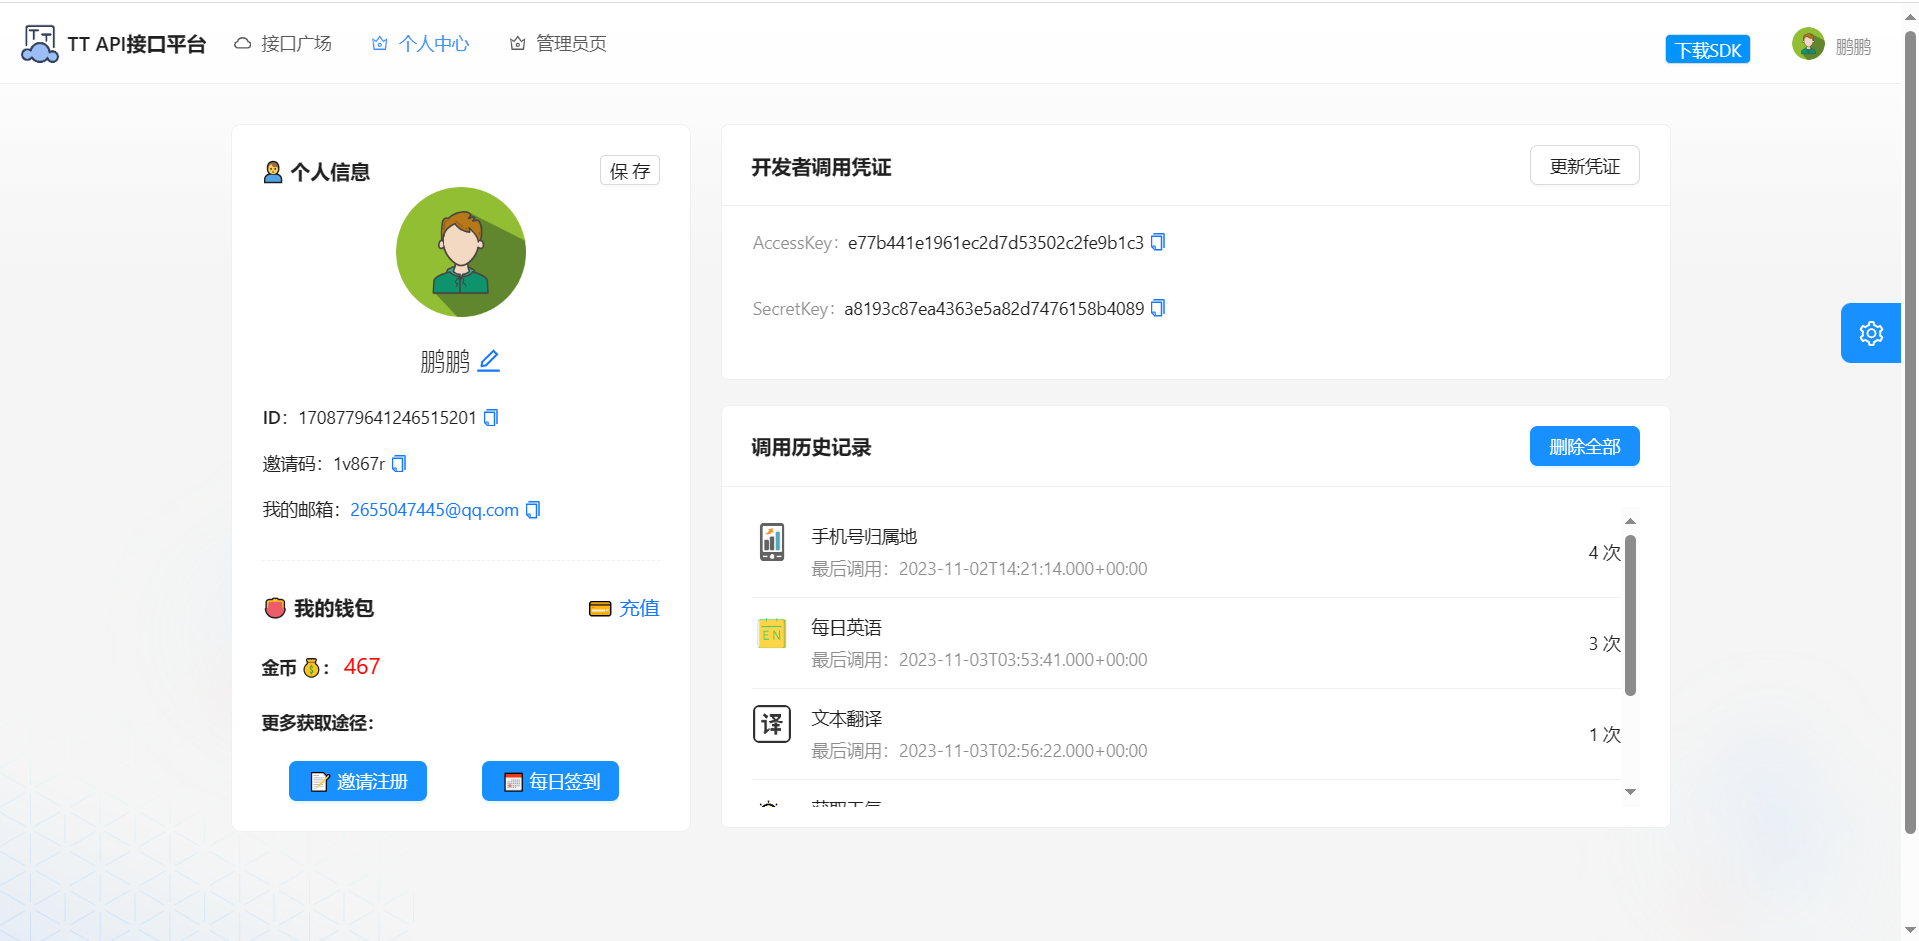 TT API接口平台 接口广场 个人中心 管理员页 下载SDK 鹏鹏
个人信息 保 存
鹏鹏
ID：1708779641246515201
邀请码：1v867r
我的邮箱：2655047445@qq.com
我的钱包 充值
金币：467
更多获取途径：
邀请注册 每日签到
开发者调用凭证 更新凭证
AccessKey：e77b441e1961ec2d7d53502c2fe9b1c3
SecretKey：a8193c87ea4363e5a82d7476158b4089
调用历史记录 删除全部
手机号归属地
最后调用：2023-11-02T14:21:14.000+00:00
4 次
EN
每日英语
最后调用：2023-11-03T03:53:41.000+00:00
3 次
译
文本翻译
最后调用：2023-11-03T02:56:22.000+00:00
1 次